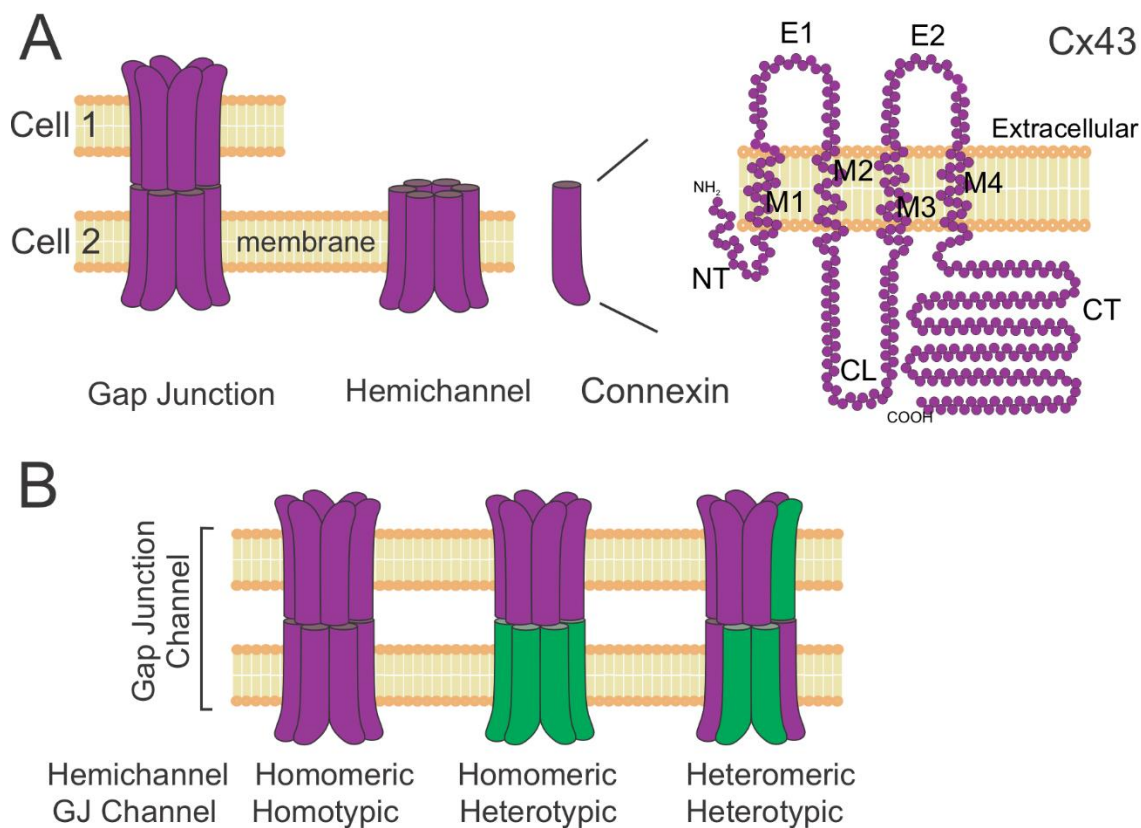 A
E1
E2
Cx43
Cell 1
Extracellular
M2
M4
NH2
M1
M3
Cell 2
membrane
NT
CT
CL
Gap Junction
Hemichannel
Connexin
COOH
B
Gap Junction
Channel
Hemichannel Homomeric Homomeric Heteromeric
GJ Channel Homotypic Heterotypic Heterotypic